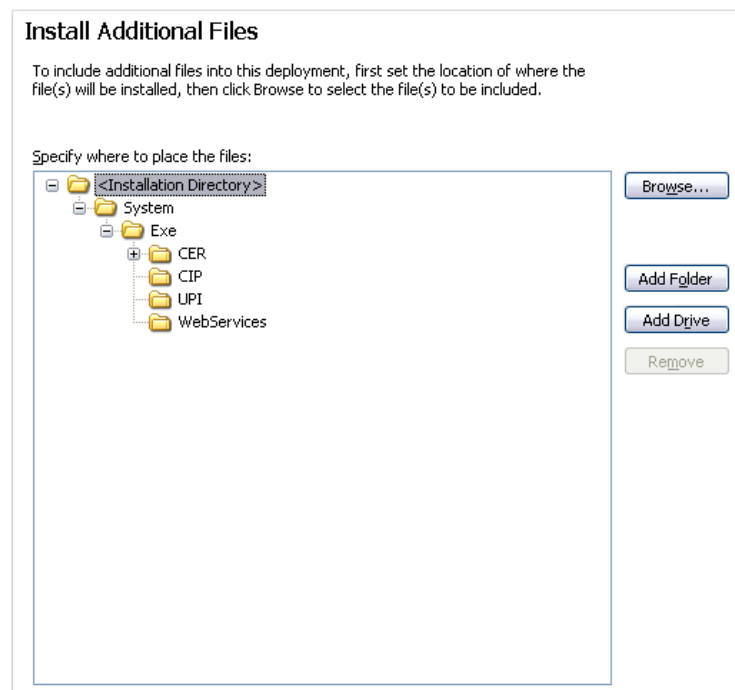 Install Additional Files
To include additional files into this deployment, first set the location of where the
file(s) will be installed, then click Browse to select the file(s) to be included.
Specify where to place the files:
<Installation Directory>
Browse...
System
Exe
CER
CIP
Add Folder
UPI
WebServices
Add Drive
Remove